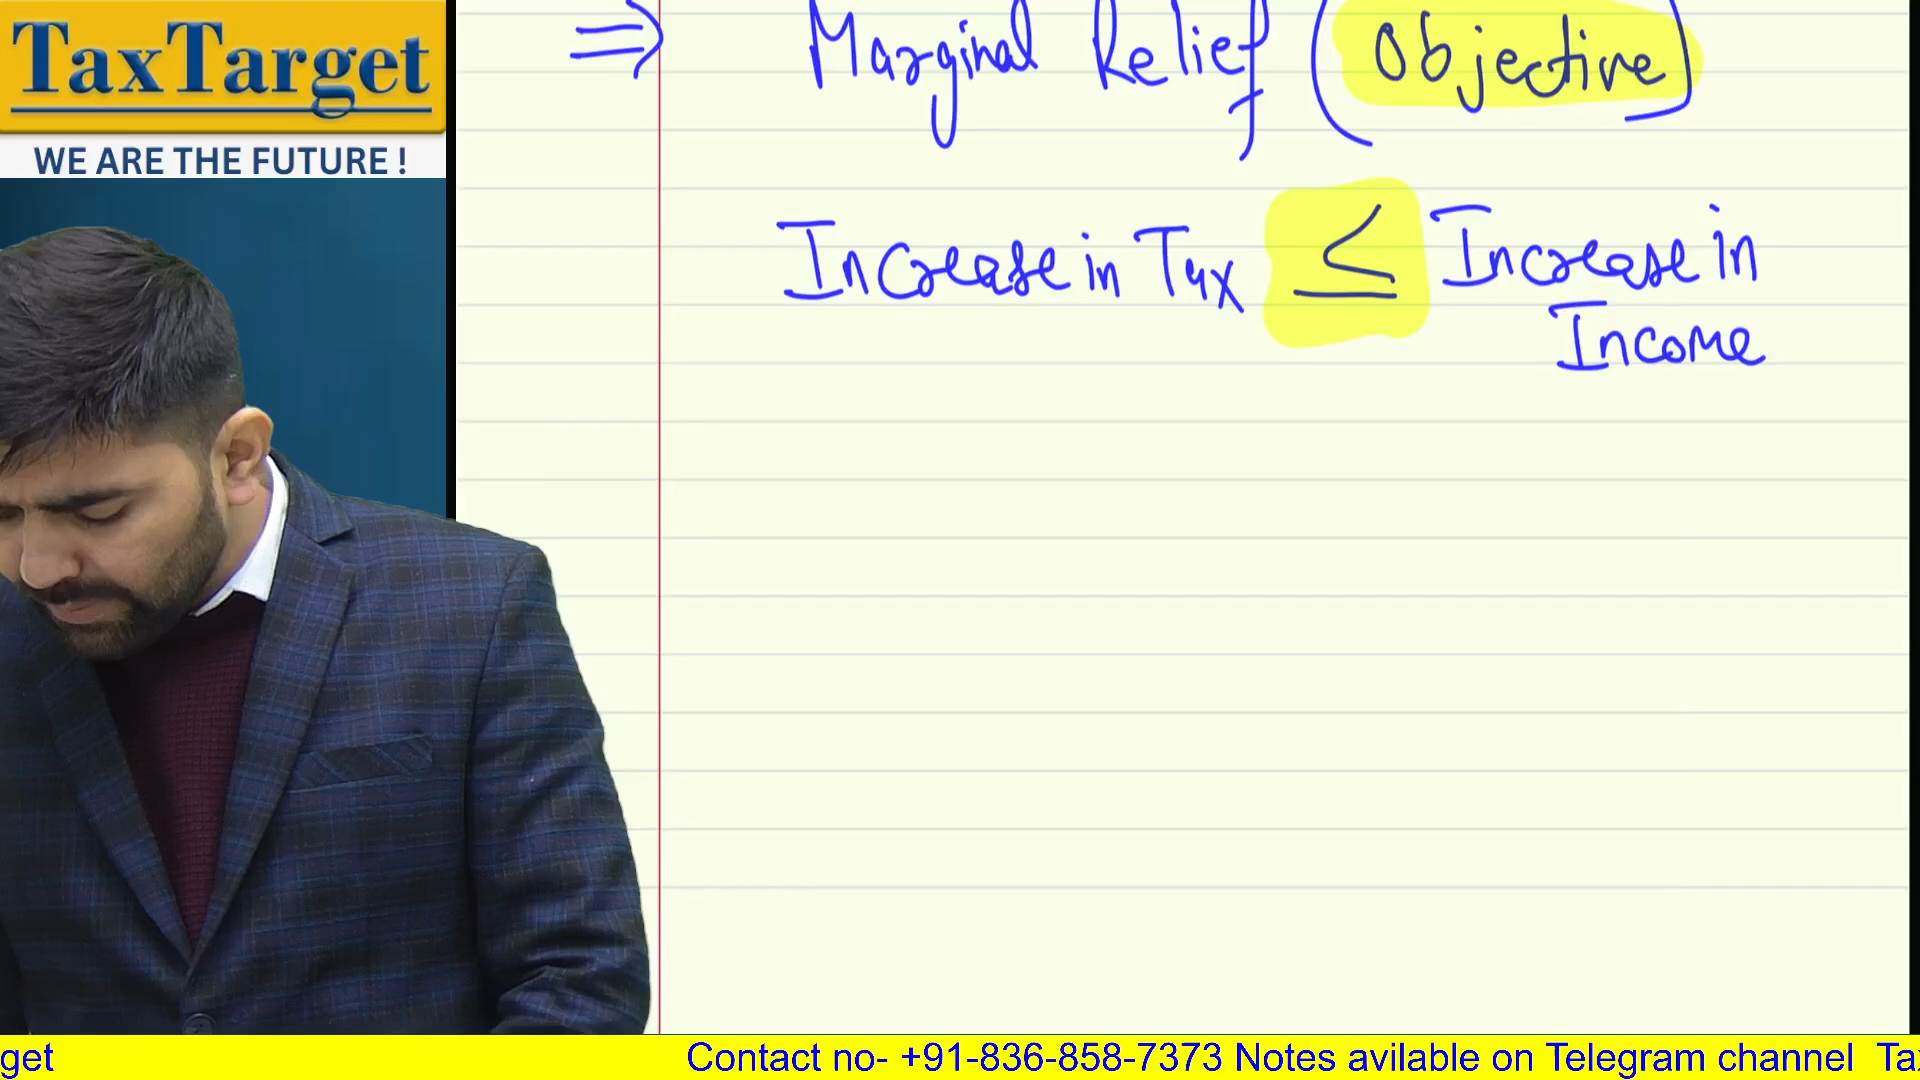 TaxTarget
WE ARE THE FUTURE !
⇒ Marginal Relief (Objective)
Increase in Tax ≤ Increase in
Income
get Contact no- +91-836-858-7373 Notes avilable on Telegram channel Tax